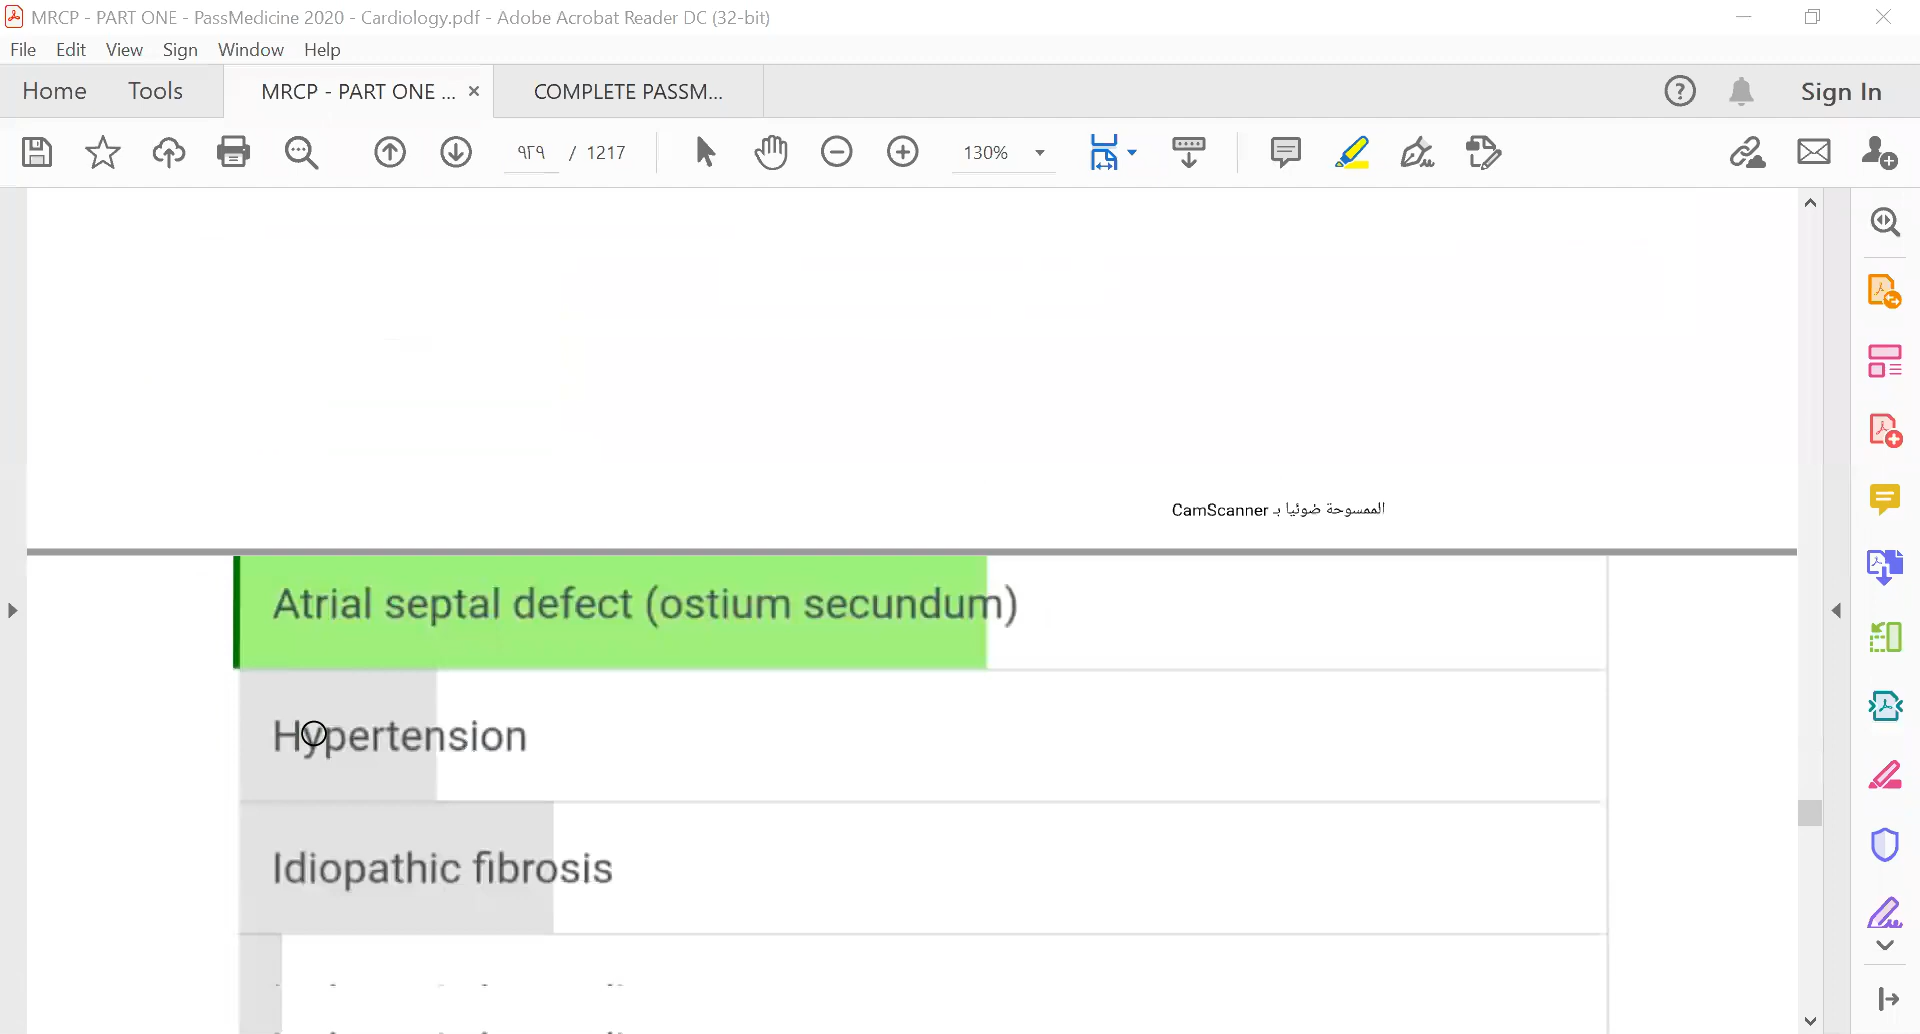 MRCP - PART ONE - PassMedicine 2020 - Cardiology.pdf - Adobe Acrobat Reader DC (32-bit)
File Edit View Sign Window Help
Home Tools MRCP - PART ONE ... × COMPLETE PASSM... Sign In
٩٢٩ / 1217 130%
الممسوحة ضوئيا بـ CamScanner
Atrial septal defect (ostium secundum)
Hypertension
Idiopathic fibrosis